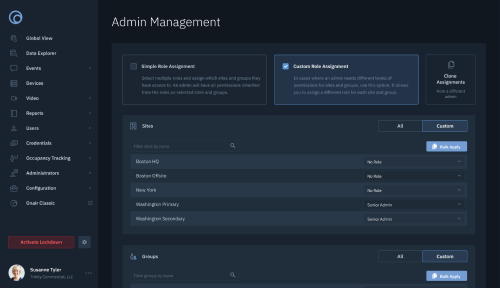 Admin Management
Global View
Data Explorer
Events
Devices
Video
Reports
Users
Credentials
Occupancy Tracking
Administrators
Configuration
Onair Classic
Activate Lockdown
Susanne Tyler
Trinity Commercial, LLC
Simple Role Assignment
Select multiple roles and assign which sites and groups they
have access to. An admin will have all permissions inherited
from the roles on selected sites and groups.
Custom Role Assignment
In cases where an admin needs different levels of
permissions for sites and groups, use this option. It allows
you to assign a different role for each site and group.
Clone
Assignments
from a different
admin
Sites
All
Custom
Filter sites by name
Bulk Apply
Boston HQ No Role
Boston Offsite No Role
New York No Role
Washington Primary Senior Admin
Washington Secondary Senior Admin
Groups
All
Custom
Filter groups by name
Bulk Apply